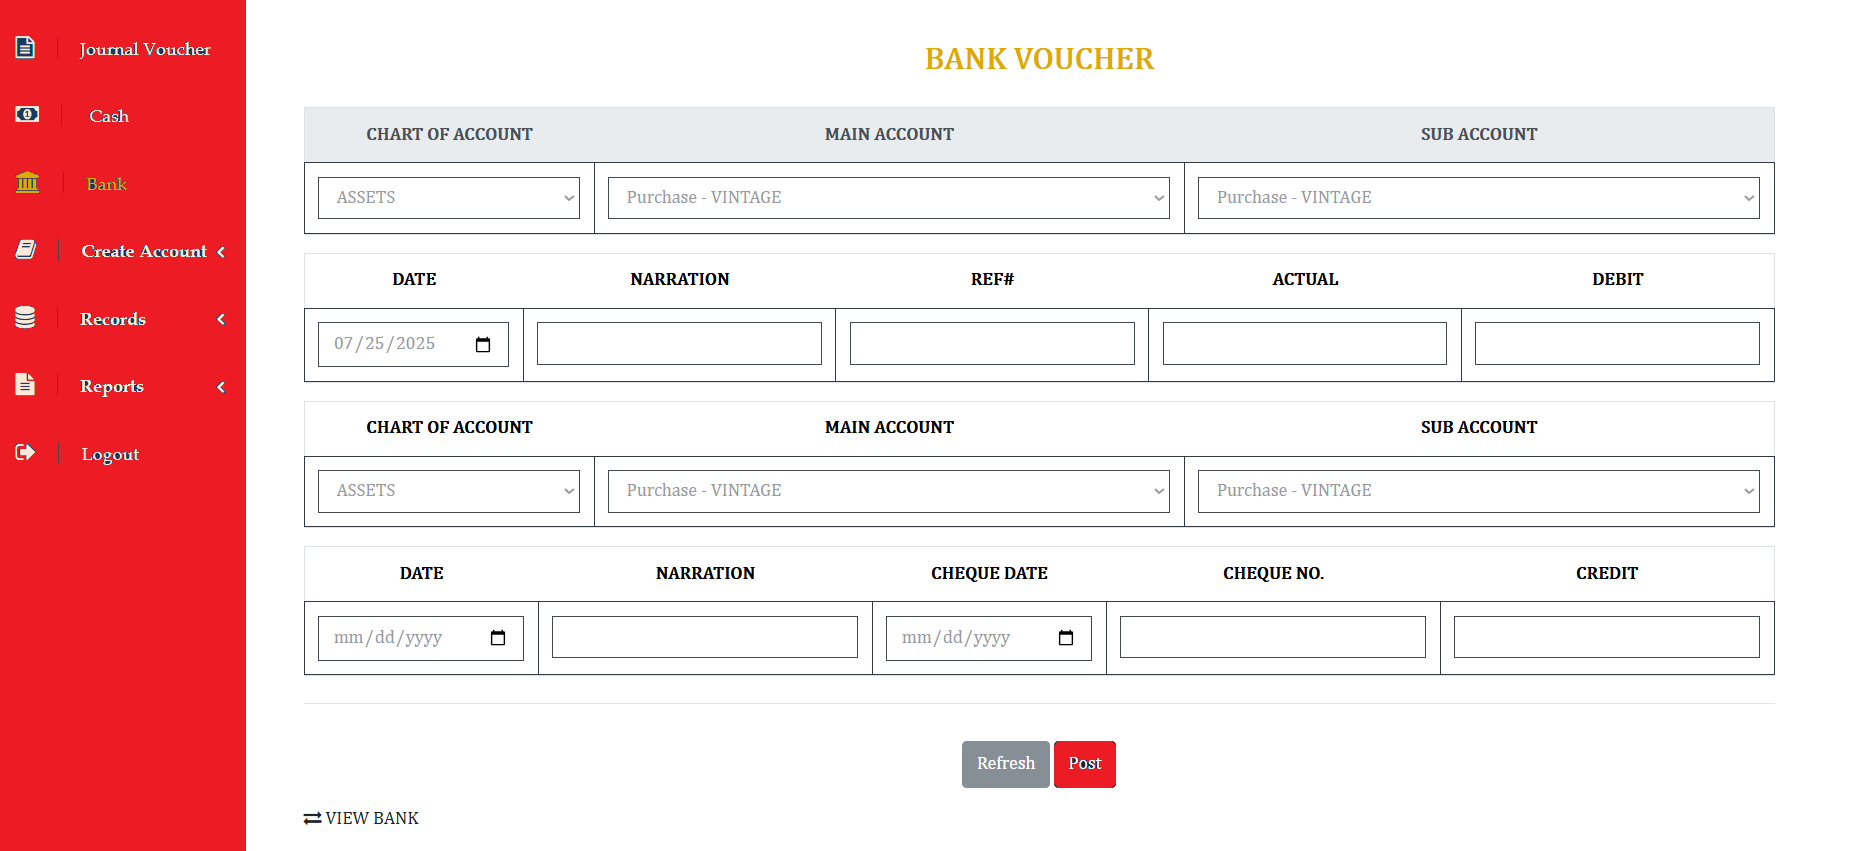 Journal Voucher
Cash
Bank
Create Account
Records
Reports
Logout
BANK VOUCHER
CHART OF ACCOUNT MAIN ACCOUNT SUB ACCOUNT
ASSETS Purchase - VINTAGE Purchase - VINTAGE
DATE NARRATION REF# ACTUAL DEBIT
07/25/2025
CHART OF ACCOUNT MAIN ACCOUNT SUB ACCOUNT
ASSETS Purchase - VINTAGE Purchase - VINTAGE
DATE NARRATION CHEQUE DATE CHEQUE NO. CREDIT
mm/dd/yyyy mm/dd/yyyy
Refresh Post
VIEW BANK